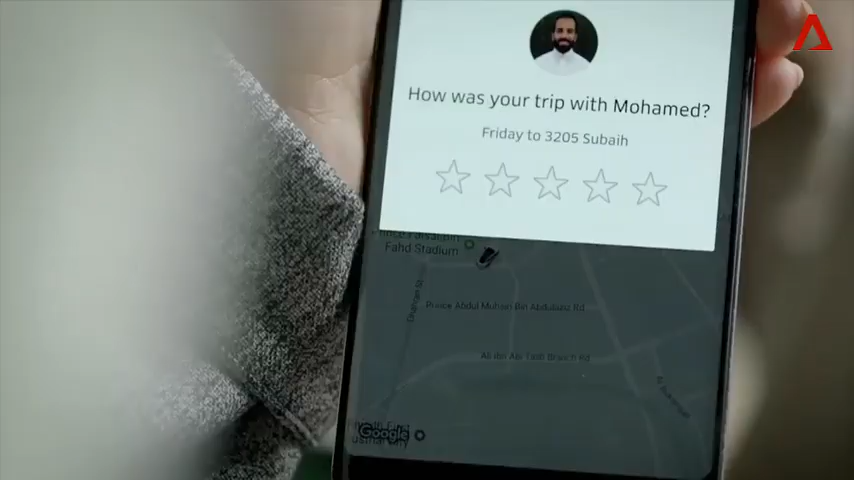 How was your trip with Mohamed?
Friday to 3205 Subaih
Fahd Stadium
Prince Abdul Muhsin Bin Abdulaziz Rd
Ali Ibn Abi Talib Branch Rd
Google